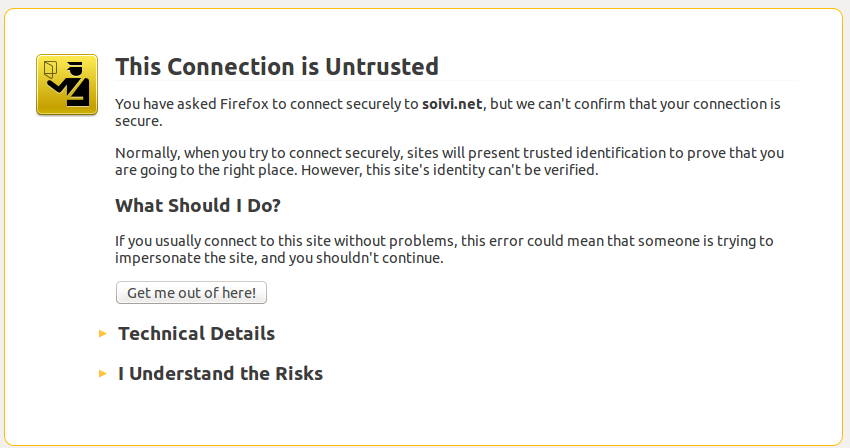 This Connection is Untrusted
You have asked Firefox to connect securely to soivi.net, but we can't confirm that your connection is
secure.
Normally, when you try to connect securely, sites will present trusted identification to prove that you
are going to the right place. However, this site's identity can't be verified.
What Should I Do?
If you usually connect to this site without problems, this error could mean that someone is trying to
impersonate the site, and you shouldn't continue.
Get me out of here!
Technical Details
I Understand the Risks